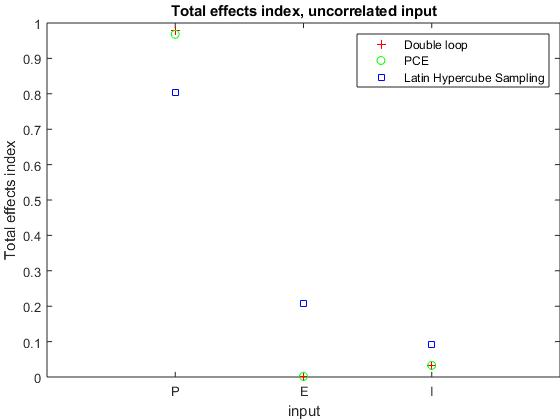 Total effects index, uncorrelated input
Double loop
PCE
Latin Hypercube Sampling
Total effects index
1
0.9
0.8
0.7
0.6
0.5
0.4
0.3
0.2
0.1
0
P E I
input